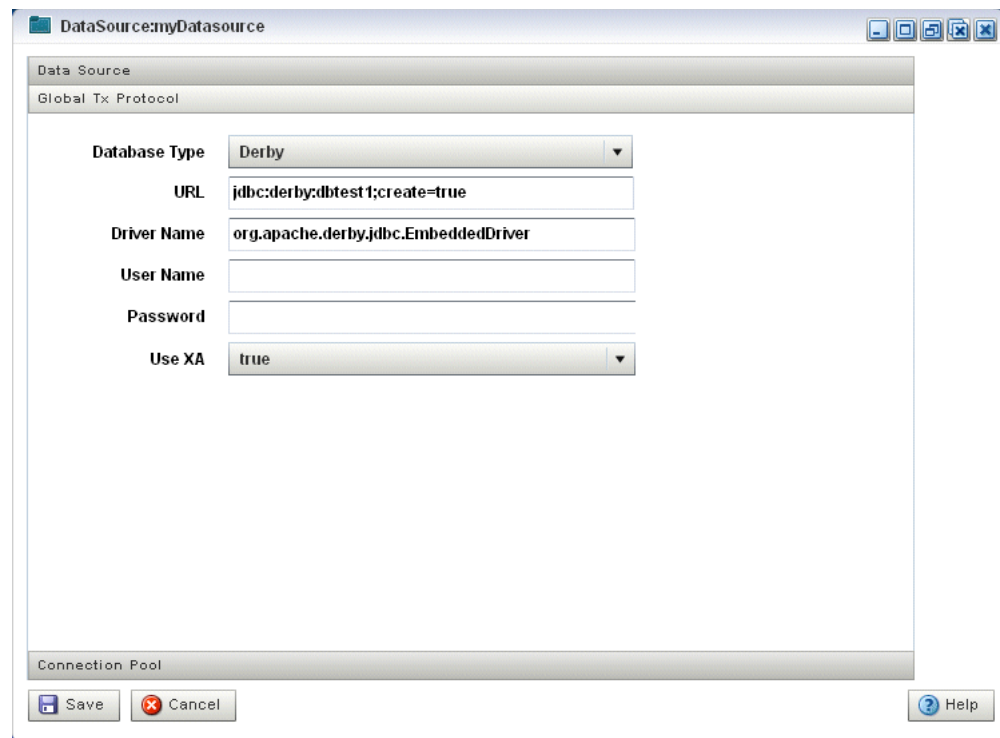 DataSource:myDatasource
Data Source
Global Tx Protocol
Database Type Derby
URL jdbc:derby:dbtest1;create=true
Driver Name org.apache.derby.jdbc.EmbeddedDriver
User Name
Password
Use XA true
Connection Pool
Save Cancel Help